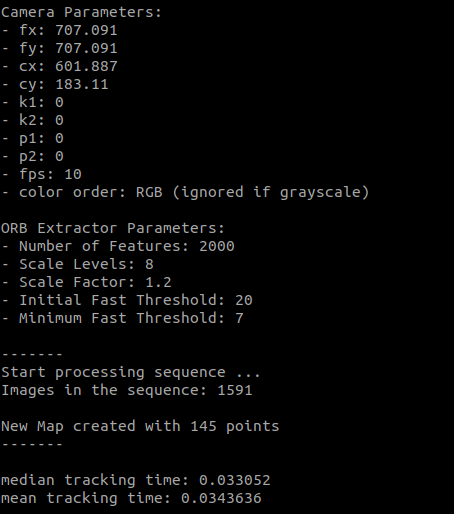 Camera Parameters:
- fx: 707.091
- fy: 707.091
- cx: 601.887
- cy: 183.11
- k1: 0
- k2: 0
- p1: 0
- p2: 0
- fps: 10
- color order: RGB (ignored if grayscale)

ORB Extractor Parameters:
- Number of Features: 2000
- Scale Levels: 8
- Scale Factor: 1.2
- Initial Fast Threshold: 20
- Minimum Fast Threshold: 7

-------
Start processing sequence ...
Images in the sequence: 1591

New Map created with 145 points
-------

median tracking time: 0.033052
mean tracking time: 0.0343636